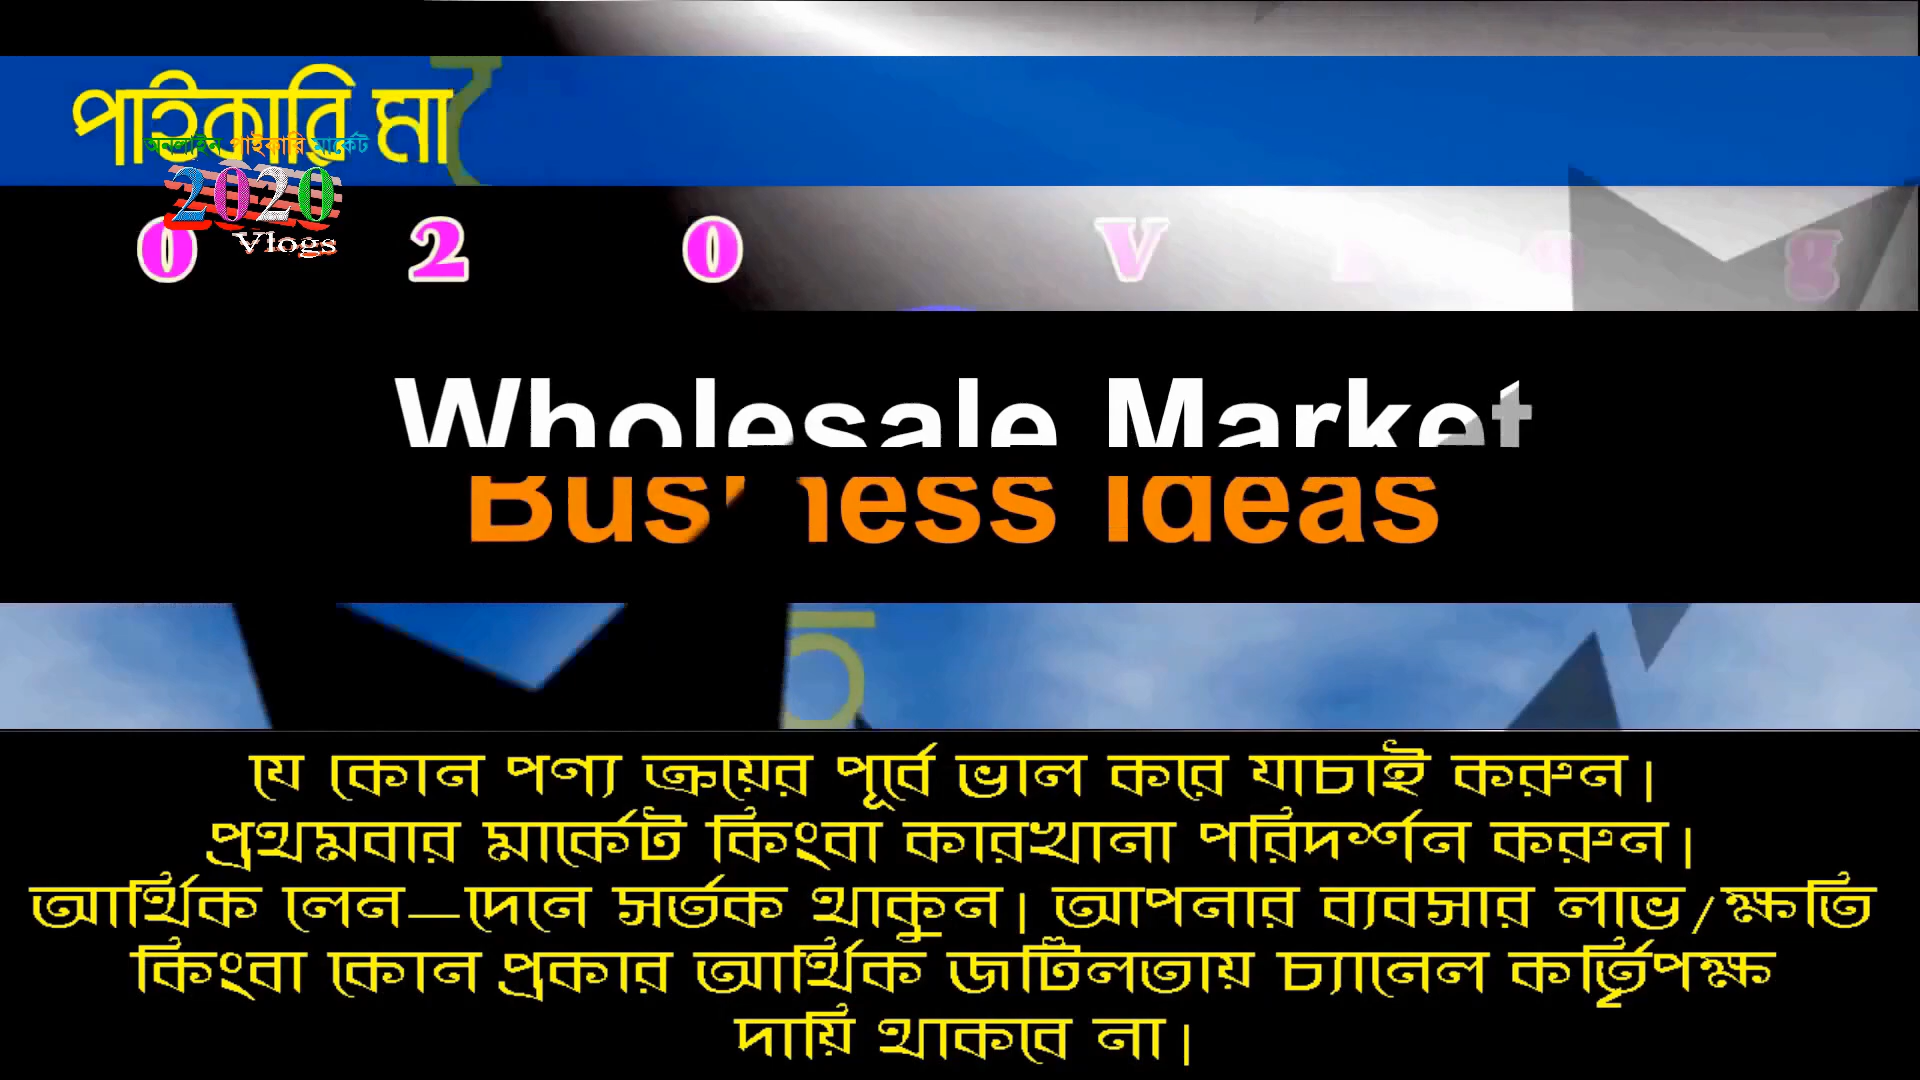 পাইকারি মা
অনলাইন পাইকারি মার্কেট
2020
Vlogs
0 2 0 V g
Wholesale Market
Business Ideas
যে কোন পণ্য ক্রয়ের পূর্বে ভাল করে যাচাই করুন।
প্রথমবার মার্কেট কিংবা কারখানা পরিদর্শন করুন।
আর্থিক লেন–দেনে সর্তক থাকুন। আপনার ব্যবসার লাভ/ক্ষতি
কিংবা কোন প্রকার আর্থিক জটিলতায় চ্যানেল কর্তৃিপক্ষ
দায়ি থাকবে না।